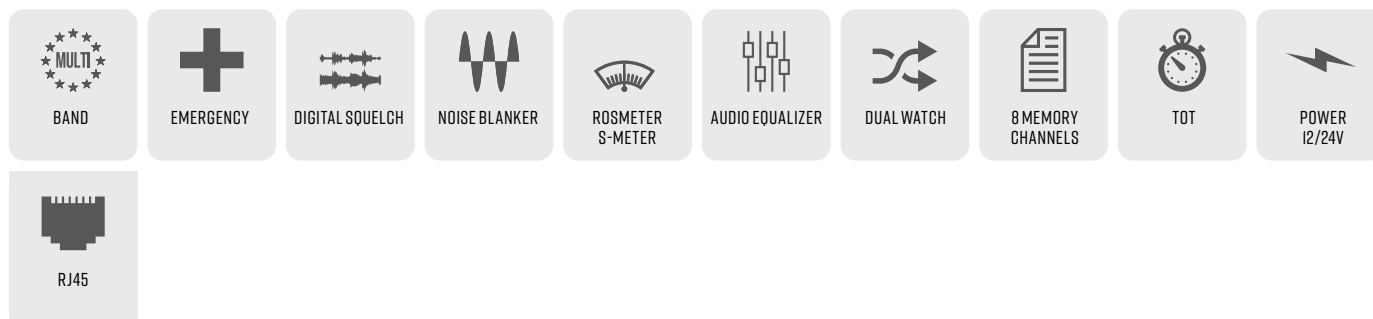 MULTI
BAND
EMERGENCY
DIGITAL SQUELCH
NOISE BLANKER
ROSMETER
S-METER
AUDIO EQUALIZER
DUAL WATCH
8 MEMORY
CHANNELS
TOT
POWER
12/24V
RJ45